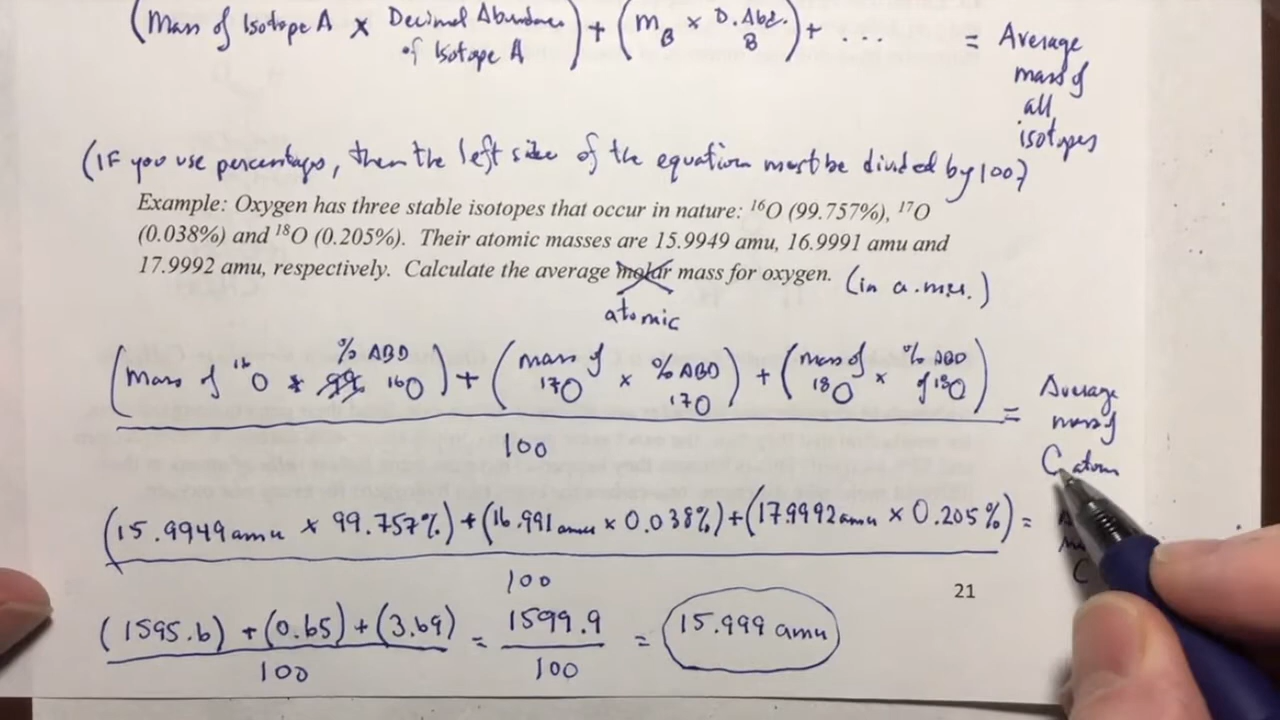 (Mass of Isotope A x Decimal Abundance of Isotope A) + (mB x D. Abd. B) + ... = Average mass of all isotopes
(IF you use percentages, then the left side of the equation must be divided by 100)
Example: Oxygen has three stable isotopes that occur in nature: ¹⁶O (99.757%), ¹⁷O
(0.038%) and ¹⁸O (0.205%). Their atomic masses are 15.9949 amu, 16.9991 amu and
17.9992 amu, respectively. Calculate the average molar mass for oxygen. (in a.m.u.)
atomic
(Mass of ¹⁶O * 99 % ABD 16O) + (mass of 17O x % ABD 17O) + (mass of 18O x % ABD of 18O) = Average mass of C atom
100
(15.9949 amu x 99.757%) + (16.991 amu x 0.038%) + (17.9992 amu x 0.205%) =
100
21
(1595.6) + (0.65) + (3.69) = 1599.9 = 15.999 amu
100 100